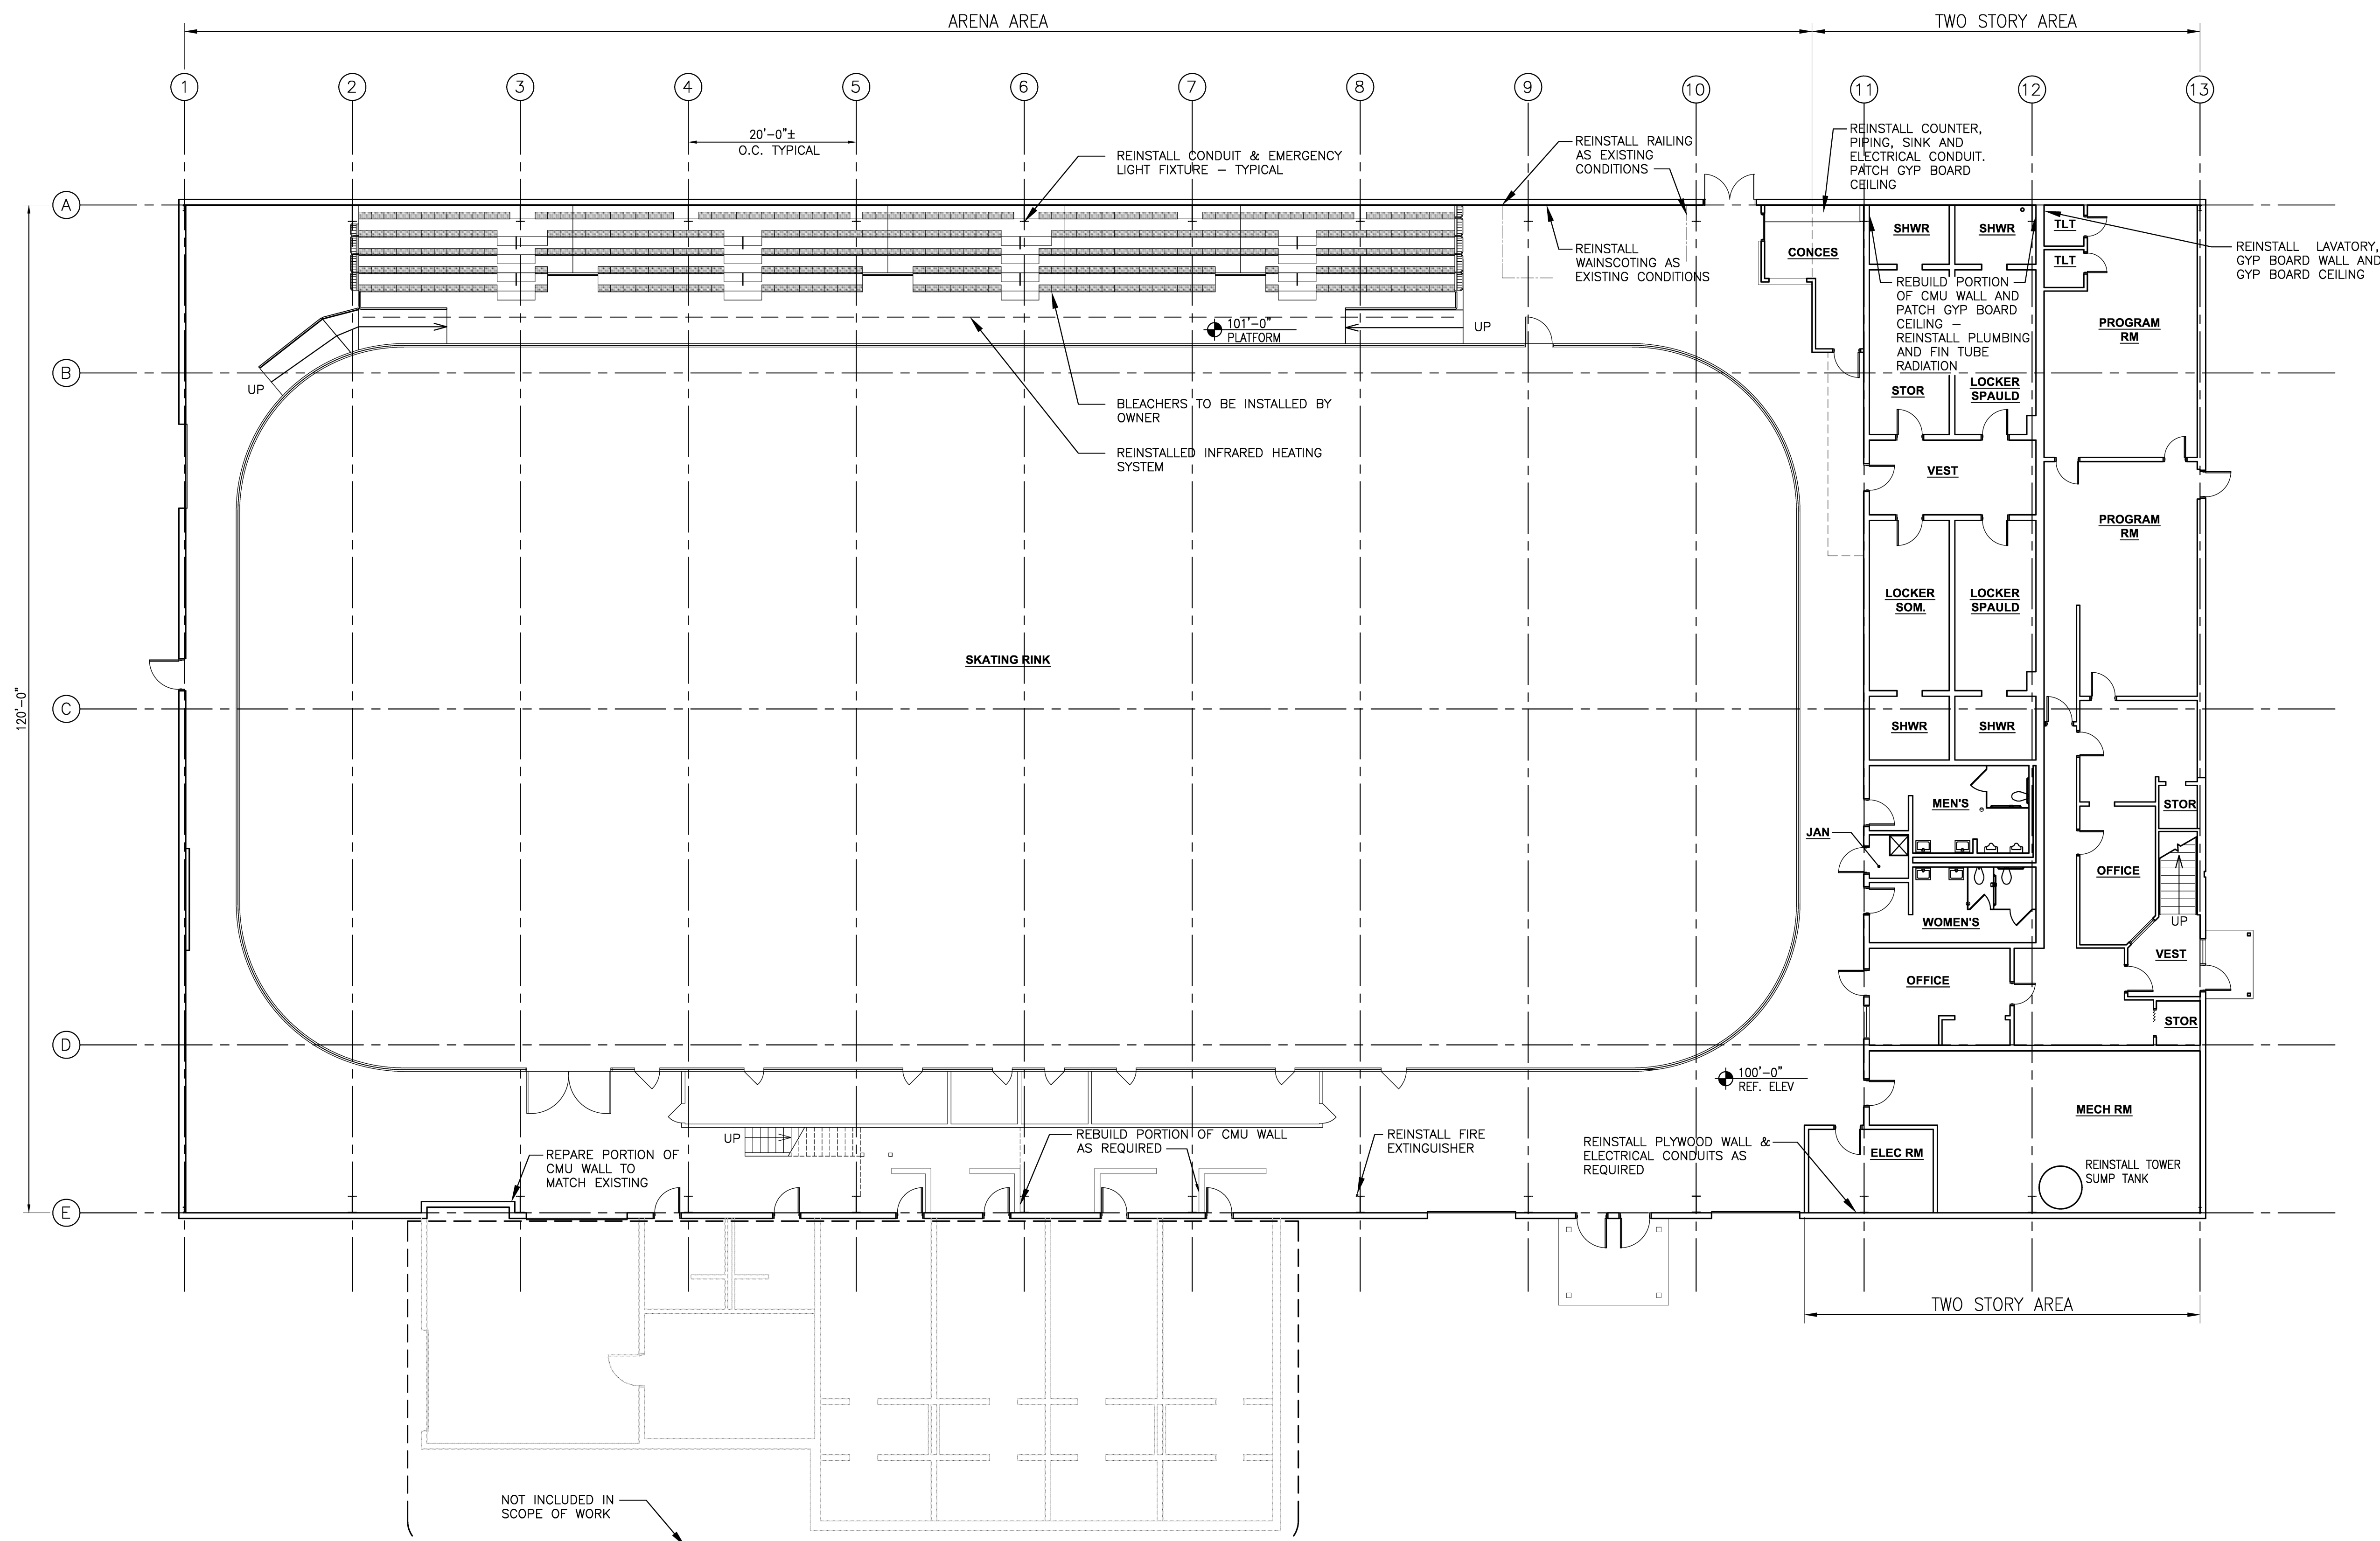 ARENA AREA
TWO STORY AREA
1
2
3
4
5
6
7
8
9
10
11
12
13
20'-0"±
O.C. TYPICAL
REINSTALL CONDUIT & EMERGENCY
LIGHT FIXTURE – TYPICAL
REINSTALL RAILING
AS EXISTING
CONDITIONS
REINSTALL COUNTER,
PIPING, SINK AND
ELECTRICAL CONDUIT.
PATCH GYP BOARD
CEILING
A
REINSTALL
WAINSCOTING AS
EXISTING CONDITIONS
CONCES
SHWR
SHWR
TLT
TLT
REINSTALL LAVATORY,
GYP BOARD WALL AND
GYP BOARD CEILING
REBUILD PORTION
OF CMU WALL AND
PATCH GYP BOARD
CEILING –
REINSTALL PLUMBING
AND FIN TUBE
RADIATION
PROGRAM
RM
101'-0"
PLATFORM
UP
B
UP
STOR
LOCKER
SPAULD
BLEACHERS TO BE INSTALLED BY
OWNER
REINSTALLED INFRARED HEATING
SYSTEM
VEST
PROGRAM
RM
LOCKER
SOM.
LOCKER
SPAULD
SKATING RINK
120'-0"
C
SHWR
SHWR
MEN'S
STOR
JAN
OFFICE
WOMEN'S
UP
VEST
OFFICE
STOR
D
100'-0"
REF. ELEV
MECH RM
UP
REPARE PORTION OF
CMU WALL TO
MATCH EXISTING
REBUILD PORTION OF CMU WALL
AS REQUIRED
REINSTALL FIRE
EXTINGUISHER
REINSTALL PLYWOOD WALL &
ELECTRICAL CONDUITS AS
REQUIRED
ELEC RM
REINSTALL TOWER
SUMP TANK
E
TWO STORY AREA
NOT INCLUDED IN
SCOPE OF WORK